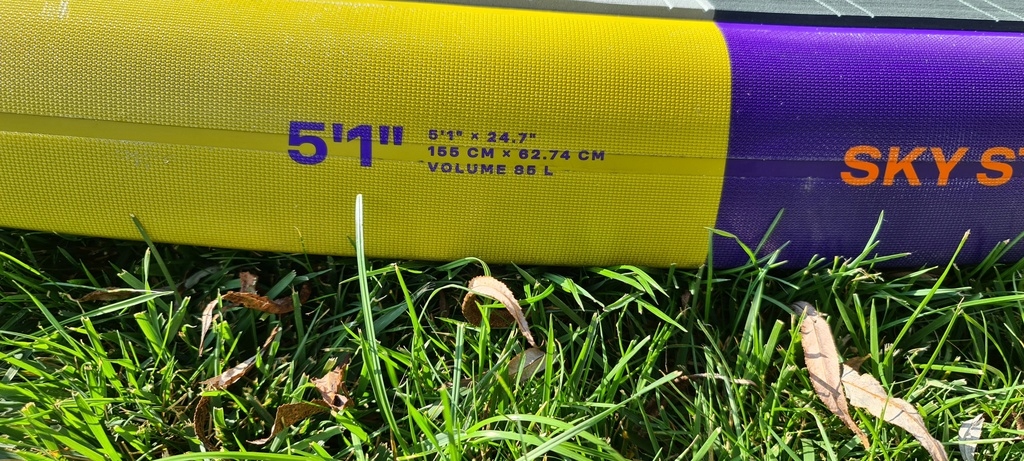 5'1"
5'1" × 24.7"
155 CM × 62.74 CM
VOLUME 85 L
SKY ST